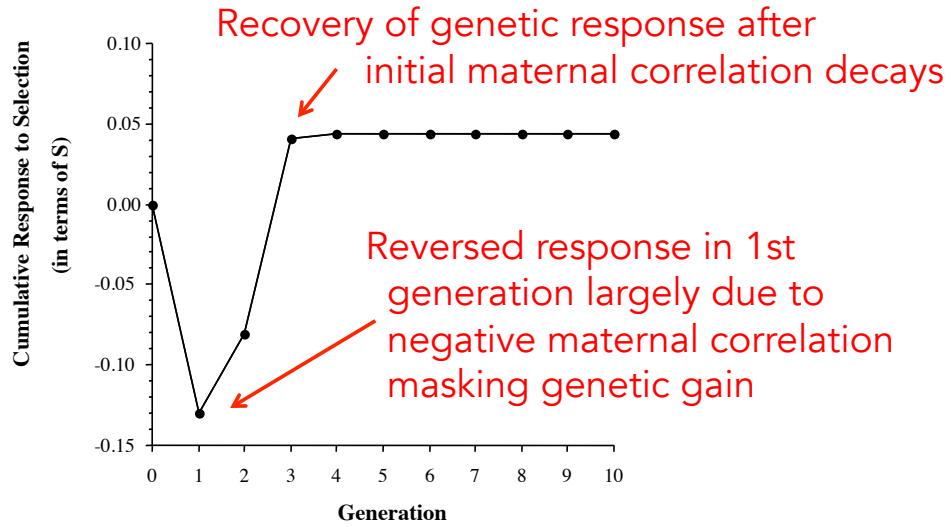 Recovery of genetic response after
initial maternal correlation decays
Cumulative Response to Selection
(in terms of S)
0.10
0.05
0.00
-0.05
-0.10
-0.15
Reversed response in 1st
generation largely due to
negative maternal correlation
masking genetic gain
0 1 2 3 4 5 6 7 8 9 10
Generation